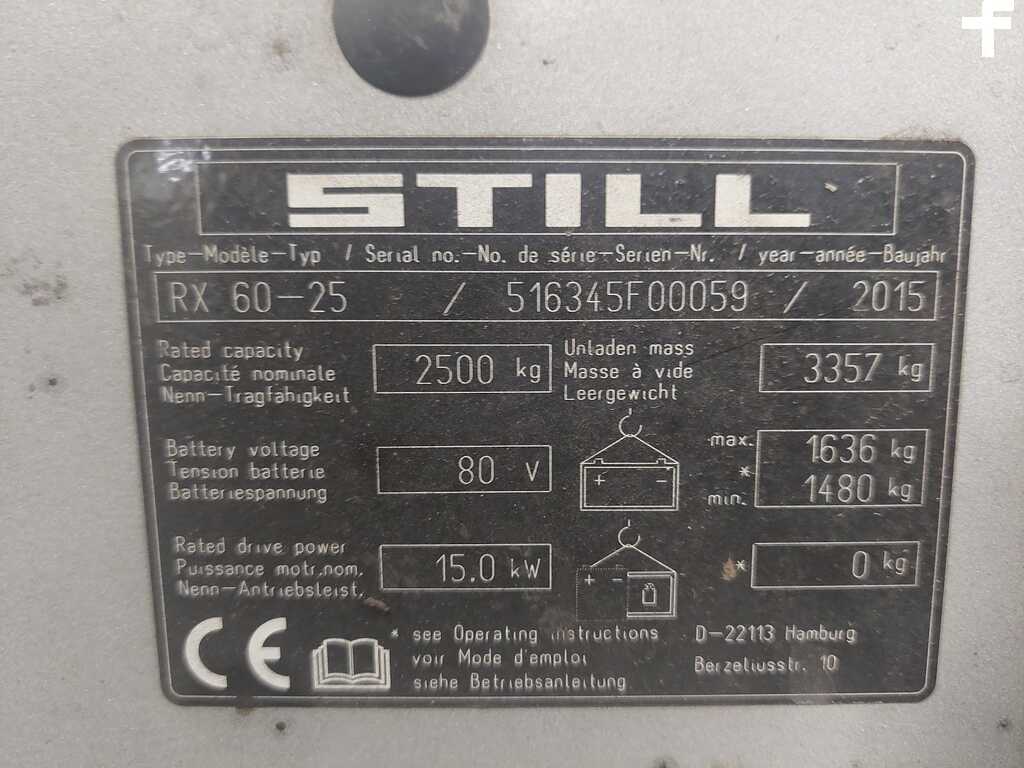 f
STILL
Type-Modèle-Typ / Serial no.-No. de série-Serien-Nr. / year-année-Baujahr
RX 60-25 / 516345F00059 / 2015
Rated capacity
Capacité nominale
Nenn-Tragfähigkeit
2500 kg
Unladen mass
Masse à vide
Leergewicht
3357 kg
Battery voltage
Tension batterie
Batteriespannung
80 V
+ -
max. 1636 kg
*
min. 1480 kg
Rated drive power
Puissance motr.nom.
Nenn-Antriebsleist.
15.0 kW
+ -
* 0 kg
CE
* see Operating instructions
voir Mode d'emploi
siehe Betriebsanleitung
D-22113 Hamburg
Berzeliusstr. 10